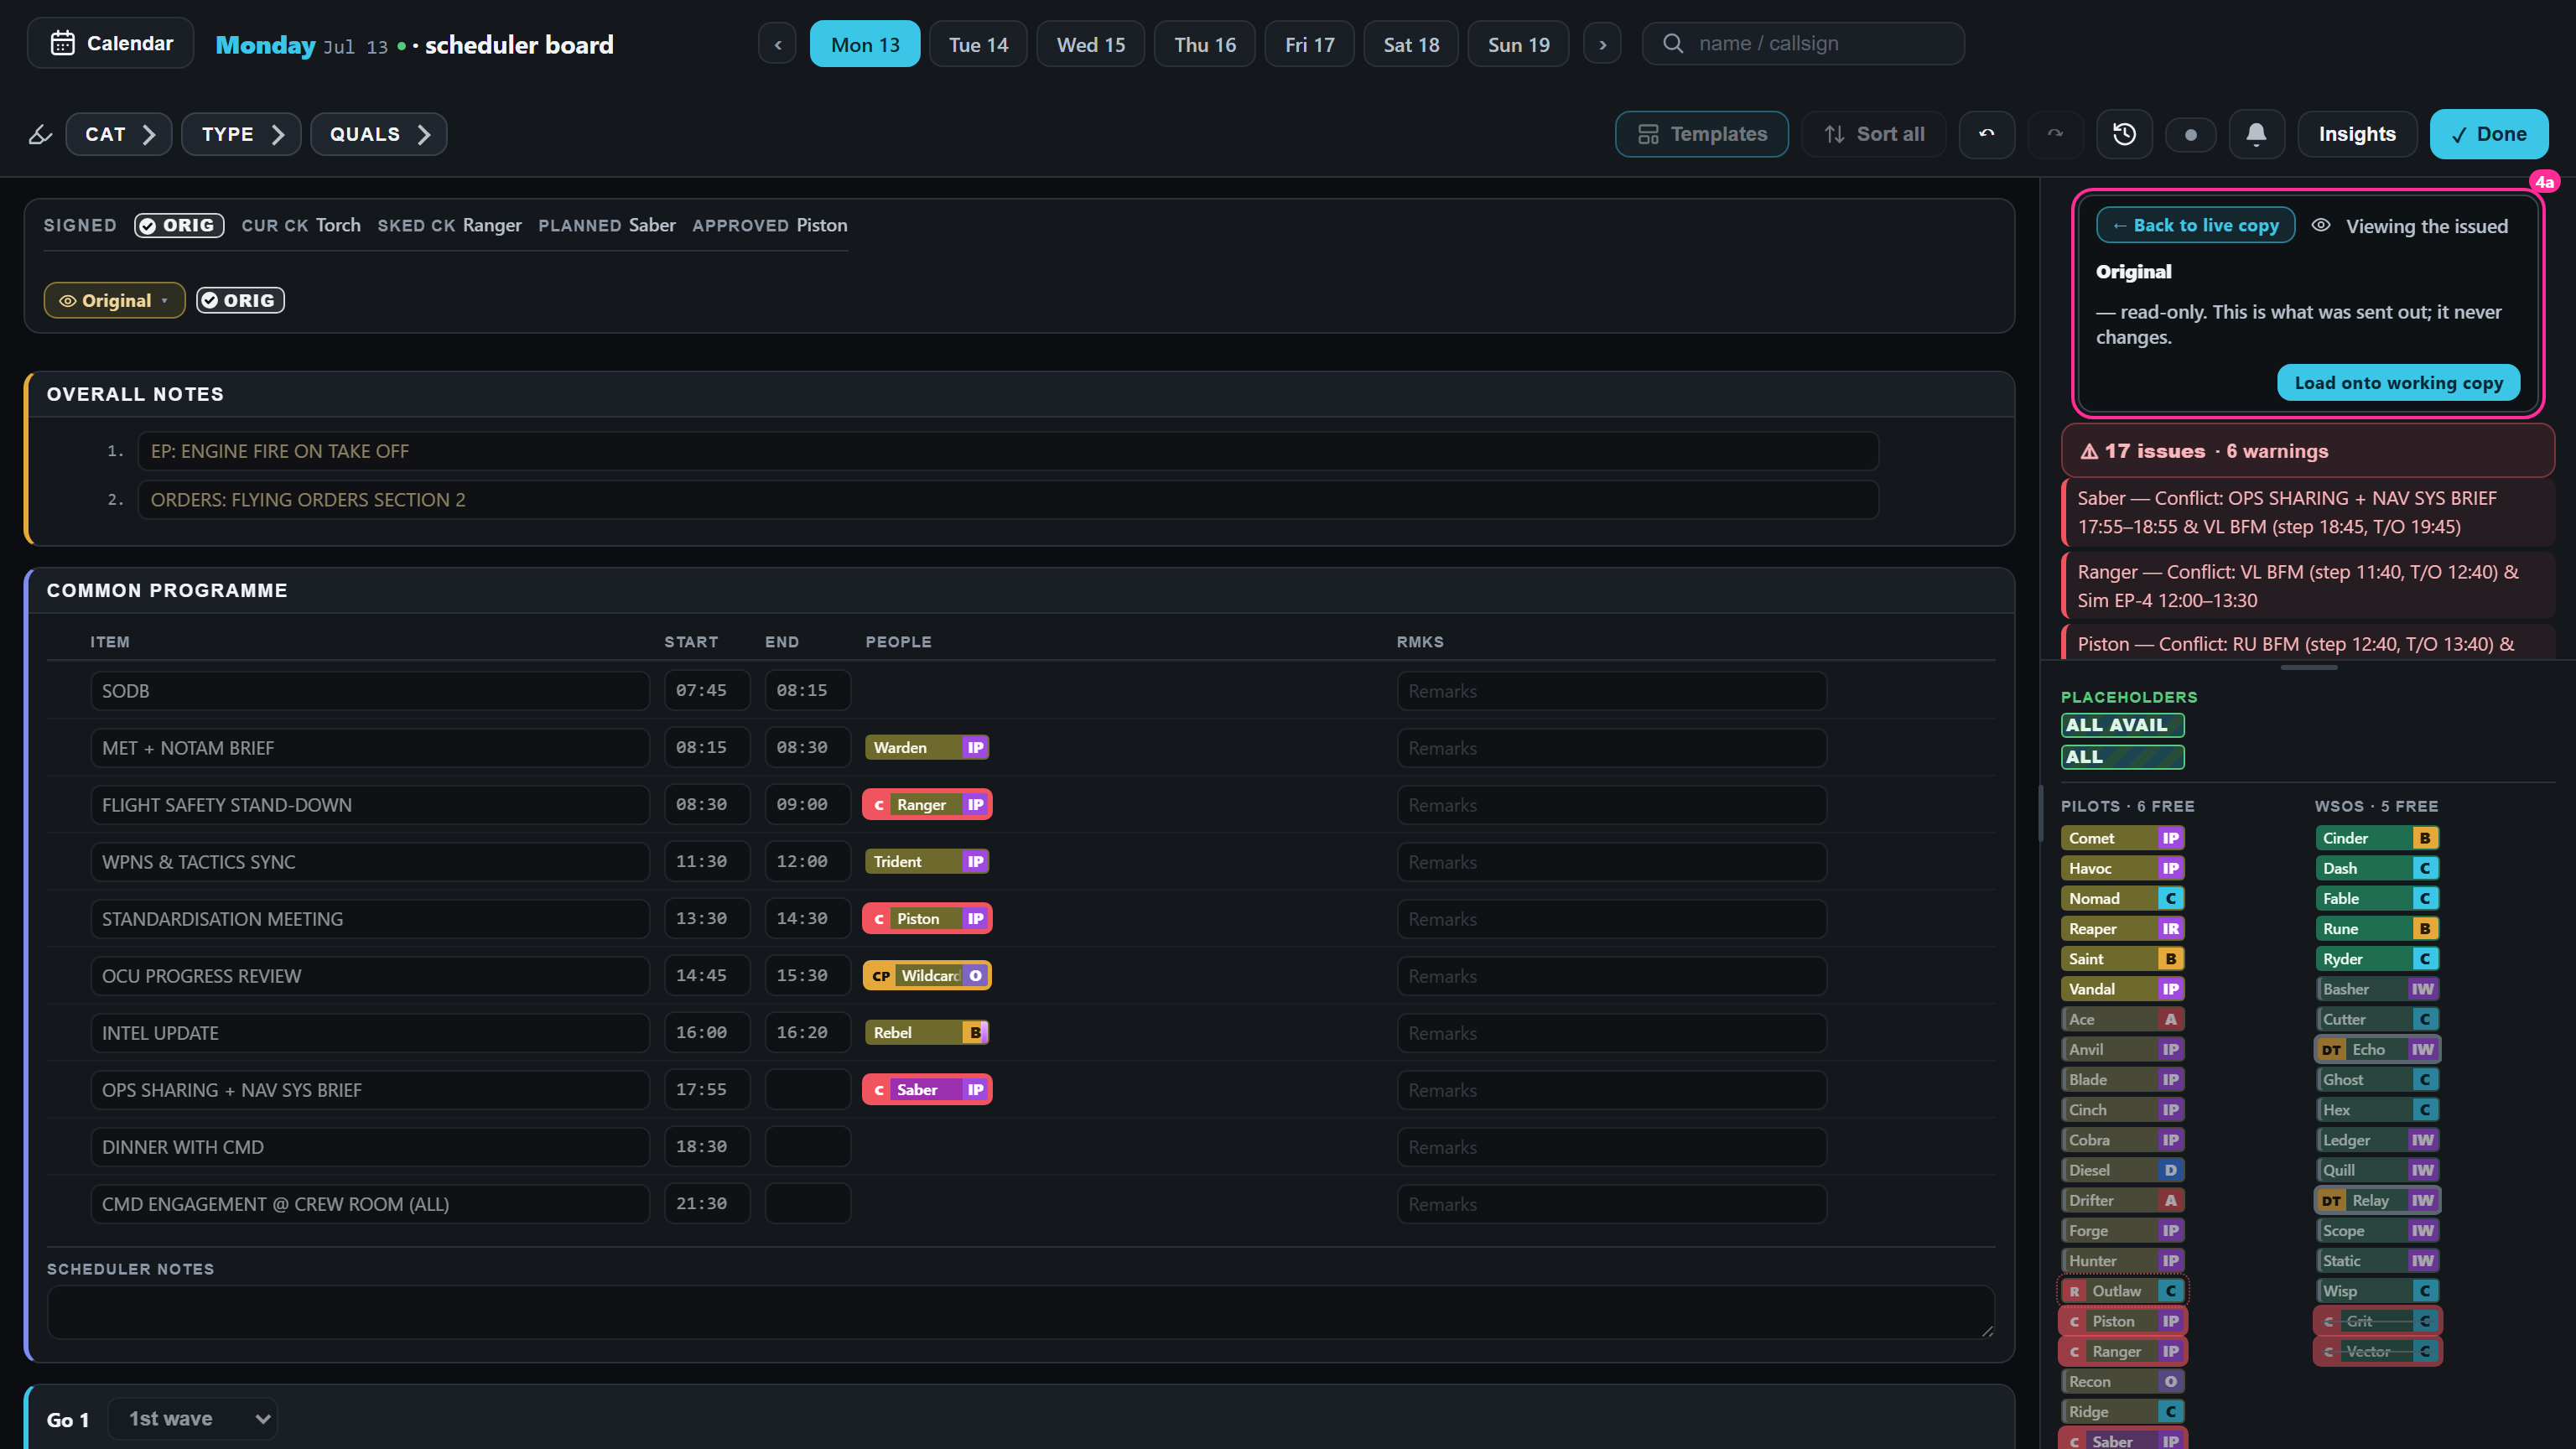 Calendar
Monday Jul 13 • · scheduler board
‹ Mon 13 Tue 14 Wed 15 Thu 16 Fri 17 Sat 18 Sun 19 ›
name / callsign
CAT TYPE QUALS
Templates Sort all Insights ✓ Done
SIGNED ORIG CUR CK Torch SKED CK Ranger PLANNED Saber APPROVED Piston
Original ORIG
OVERALL NOTES
1. EP: ENGINE FIRE ON TAKE OFF
2. ORDERS: FLYING ORDERS SECTION 2
COMMON PROGRAMME
ITEM START END PEOPLE RMKS
SODB 07:45 08:15 Remarks
MET + NOTAM BRIEF 08:15 08:30 Warden IP Remarks
FLIGHT SAFETY STAND-DOWN 08:30 09:00 C Ranger IP Remarks
WPNS & TACTICS SYNC 11:30 12:00 Trident IP Remarks
STANDARDISATION MEETING 13:30 14:30 C Piston IP Remarks
OCU PROGRESS REVIEW 14:45 15:30 CP Wildcard O Remarks
INTEL UPDATE 16:00 16:20 Rebel B Remarks
OPS SHARING + NAV SYS BRIEF 17:55 C Saber IP Remarks
DINNER WITH CMD 18:30 Remarks
CMD ENGAGEMENT @ CREW ROOM (ALL) 21:30 Remarks
SCHEDULER NOTES
Go 1 1st wave
4a
← Back to live copy Viewing the issued
Original
— read-only. This is what was sent out; it never
changes.
Load onto working copy
⚠ 17 issues · 6 warnings
Saber — Conflict: OPS SHARING + NAV SYS BRIEF
17:55–18:55 & VL BFM (step 18:45, T/O 19:45)
Ranger — Conflict: VL BFM (step 11:40, T/O 12:40) &
Sim EP-4 12:00–13:30
Piston — Conflict: RU BFM (step 12:40, T/O 13:40) &
PLACEHOLDERS
ALL AVAIL
ALL
PILOTS · 6 FREE
Comet IP
Havoc IP
Nomad C
Reaper IR
Saint B
Vandal IP
Ace A
Anvil IP
Blade IP
Cinch IP
Cobra IP
Diesel D
Drifter A
Forge IP
Hunter IP
R Outlaw C
C Piston IP
C Ranger IP
Recon O
Ridge C
C Saber IP
WSOS · 5 FREE
Cinder B
Dash C
Fable C
Rune B
Ryder C
Basher IW
Cutter C
DT Echo IW
Ghost C
Hex C
Ledger IW
Quill IW
DT Relay IW
Scope IW
Static IW
Wisp C
C Grit C
C Vector C